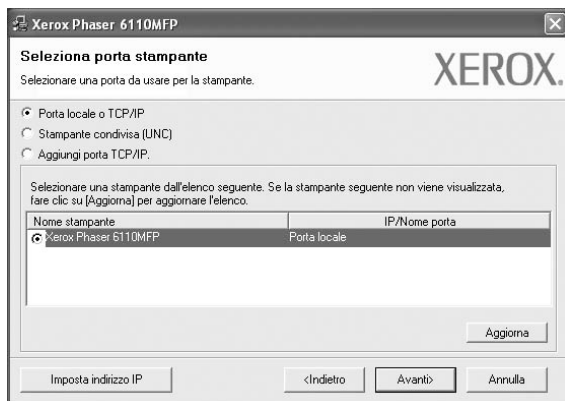 Xerox Phaser 6110MFP
Seleziona porta stampante
Selezionare una porta da usare per la stampante.
XEROX.
Porta locale o TCP/IP
Stampante condivisa (UNC)
Aggiungi porta TCP/IP.
Selezionare una stampante dall'elenco seguente. Se la stampante seguente non viene visualizzata,
fare clic su [Aggiorna] per aggiornare l'elenco.
Nome stampante IP/Nome porta
Xerox Phaser 6110MFP Porta locale
Aggiorna
Imposta indirizzo IP <Indietro Avanti> Annulla